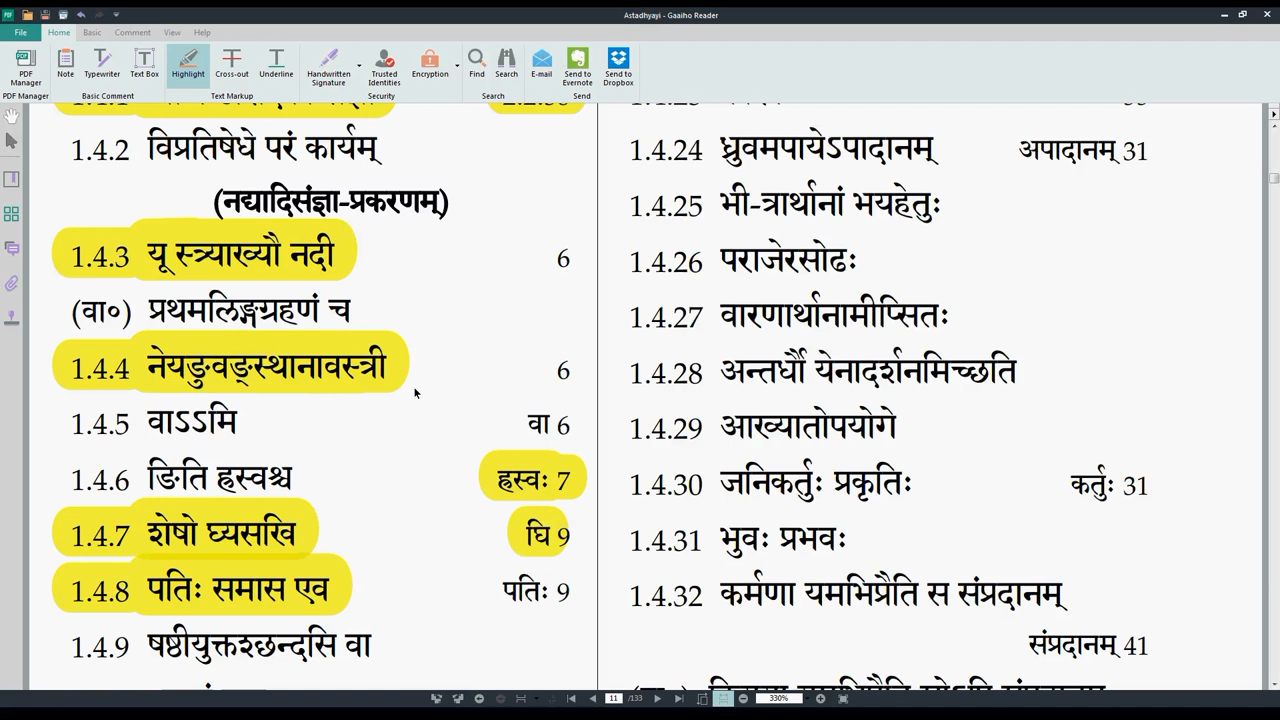 Astadhyayi - Gaaiho Reader
File Home Basic Comment View Help
PDF Manager
Note
Typewriter
Text Box
Highlight
Cross-out
Underline
Handwritten Signature
Trusted Identities
Encryption
Find
Search
E-mail
Send to Evernote
Send to Dropbox
PDF Manager
Basic Comment
Text Markup
Security
Search
Send
1.4.2 विप्रतिषेधे परं कार्यम्
(नद्यादिसंज्ञा-प्रकरणम्)
1.4.3 यू स्त्र्याख्यौ नदी 6
(वा०) प्रथमलिङ्गग्रहणं च
1.4.4 नेयङुवङ्स्थानावस्त्री 6
1.4.5 वाऽऽमि वा 6
1.4.6 ङिति ह्रस्वश्च ह्रस्वः 7
1.4.7 शेषो घ्यसखि घि 9
1.4.8 पतिः समास एव पतिः 9
1.4.9 षष्ठीयुक्तश्छन्दसि वा
1.4.24 ध्रुवमपायेऽपादानम् अपादानम् 31
1.4.25 भी-त्रार्थानां भयहेतुः
1.4.26 पराजेरसोढः
1.4.27 वारणार्थानामीप्सितः
1.4.28 अन्तर्धौ येनादर्शनमिच्छति
1.4.29 आख्यातोपयोगे
1.4.30 जनिकर्तुः प्रकृतिः कर्तुः 31
1.4.31 भुवः प्रभवः
1.4.32 कर्मणा यमभिप्रैति स संप्रदानम्
संप्रदानम् 41
11 /133
330%